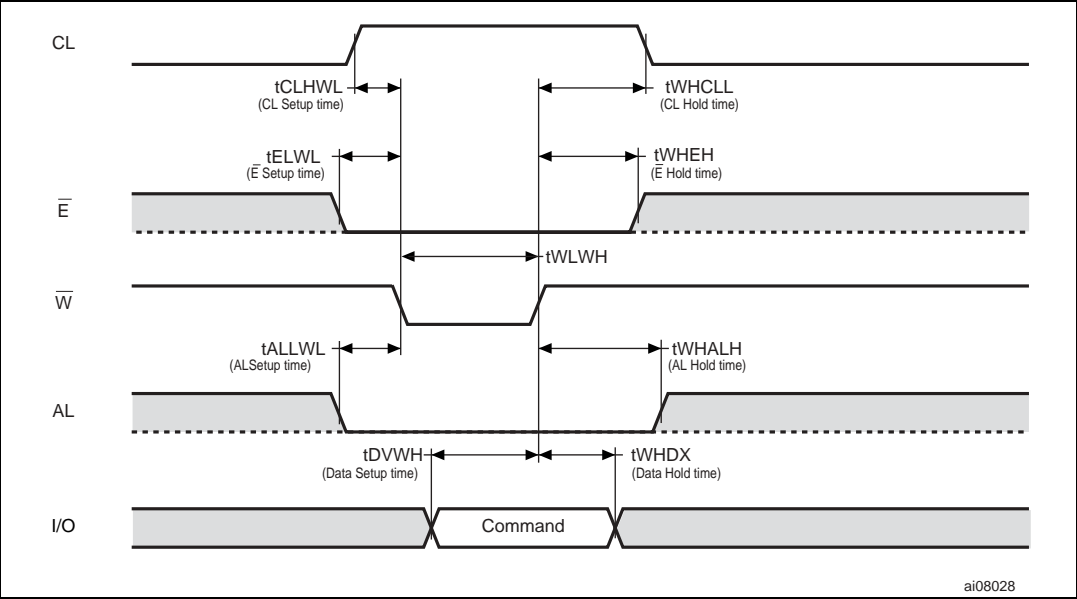 CL
tCLHWL
(CL Setup time)
tWHCLL
(CL Hold time)
tELWL
(E̅ Setup time)
tWHEH
(E̅ Hold time)
E̅
tWLWH
W̅
tALLWL
(ALSetup time)
tWHALH
(AL Hold time)
AL
tDVWH
(Data Setup time)
tWHDX
(Data Hold time)
I/O
Command
ai08028